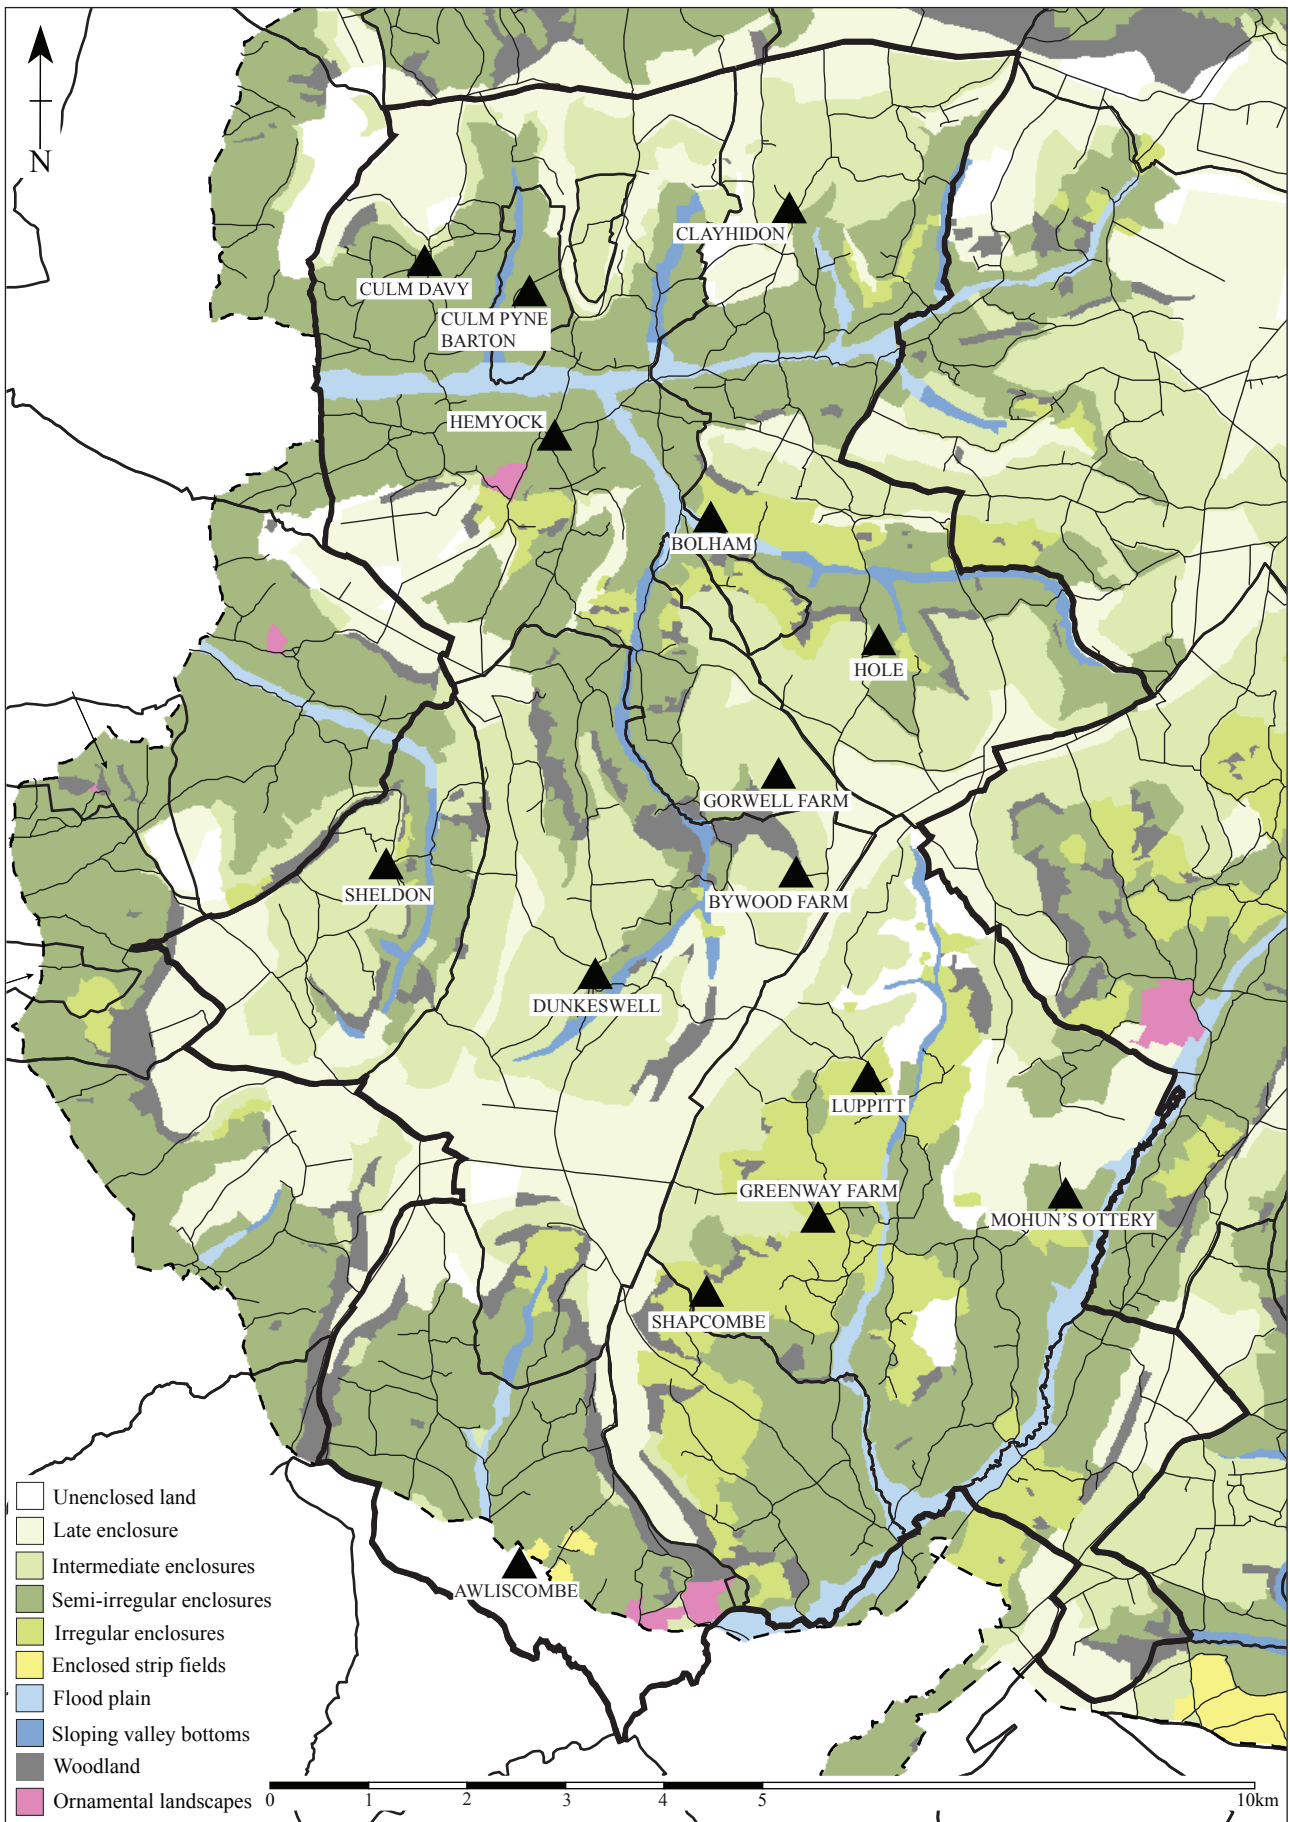 N
CLAYHIDON
CULM DAVY
CULM PYNE
BARTON
HEMYOCK
BOLHAM
HOLE
GORWELL FARM
SHELDON
BYWOOD FARM
DUNKESWELL
LUPPITT
GREENWAY FARM
MOHUN'S OTTERY
SHAPCOMBE
AWLISCOMBE
Unenclosed land
Late enclosure
Intermediate enclosures
Semi-irregular enclosures
Irregular enclosures
Enclosed strip fields
Flood plain
Sloping valley bottoms
Woodland
Ornamental landscapes
0 1 2 3 4 5 10km